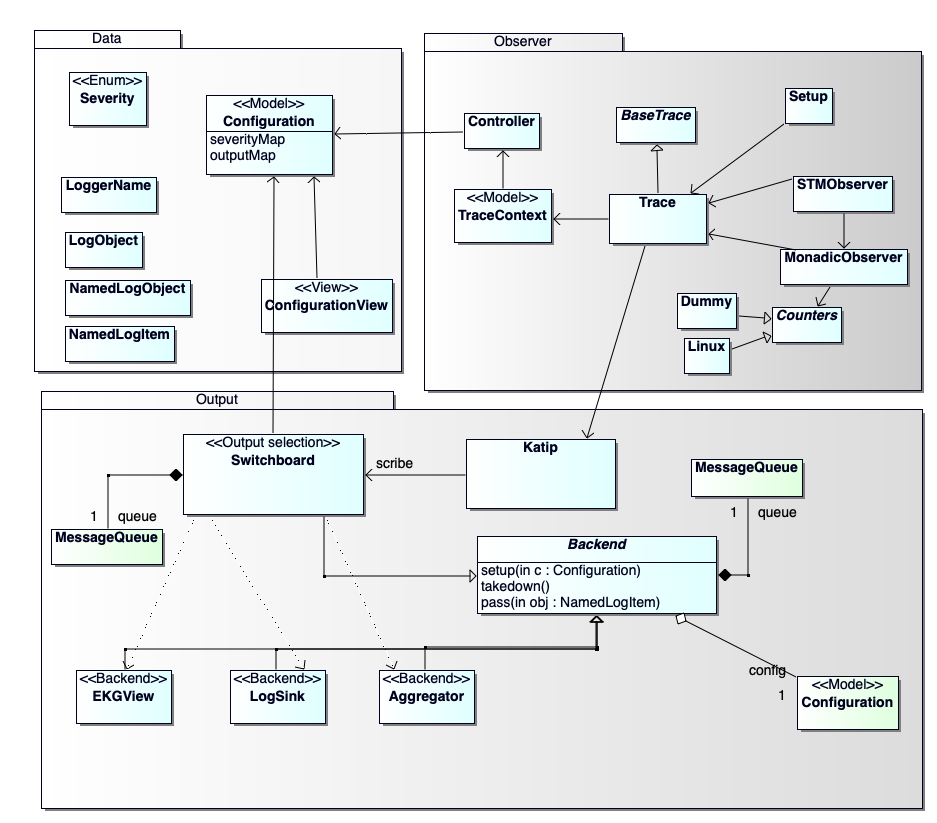 Data
<<Enum>>
Severity
<<Model>>
Configuration
severityMap
outputMap
LoggerName
LogObject
NamedLogObject
NamedLogItem
<<View>>
ConfigurationView
Observer
Controller
BaseTrace
Setup
<<Model>>
TraceContext
Trace
STMObserver
MonadicObserver
Dummy
Counters
Linux
Output
<<Output selection>>
Switchboard
scribe
Katip
MessageQueue
1 queue
1 queue
MessageQueue
Backend
setup(in c : Configuration)
takedown()
pass(in obj : NamedLogItem)
config
1
<<Backend>>
EKGView
<<Backend>>
LogSink
<<Backend>>
Aggregator
<<Model>>
Configuration